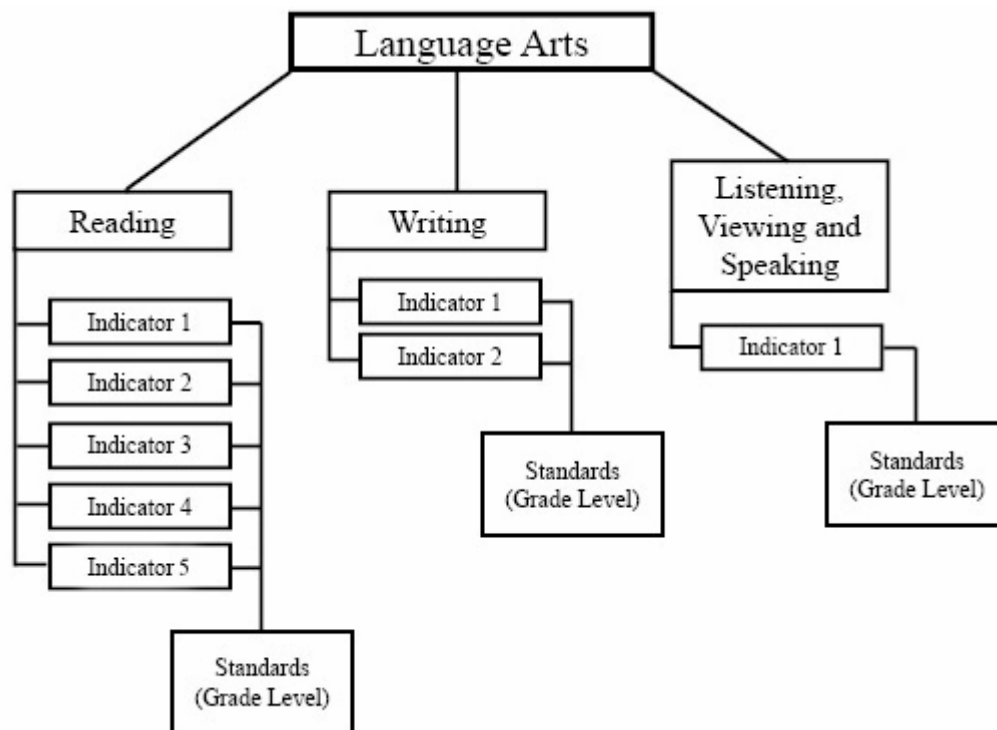 Language Arts
Reading
Indicator 1
Indicator 2
Indicator 3
Indicator 4
Indicator 5
Standards
(Grade Level)
Writing
Indicator 1
Indicator 2
Standards
(Grade Level)
Listening,
Viewing and
Speaking
Indicator 1
Standards
(Grade Level)